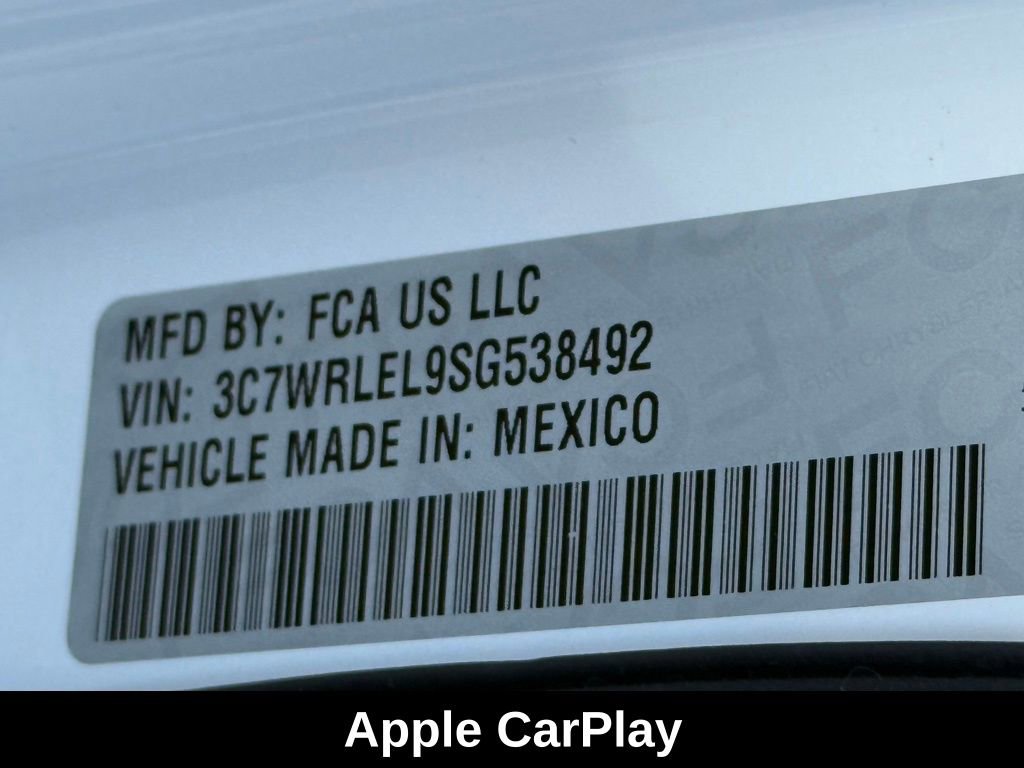 MFD BY: FCA US LLC
VIN: 3C7WRLEL9SG538492
VEHICLE MADE IN: MEXICO
Apple CarPlay